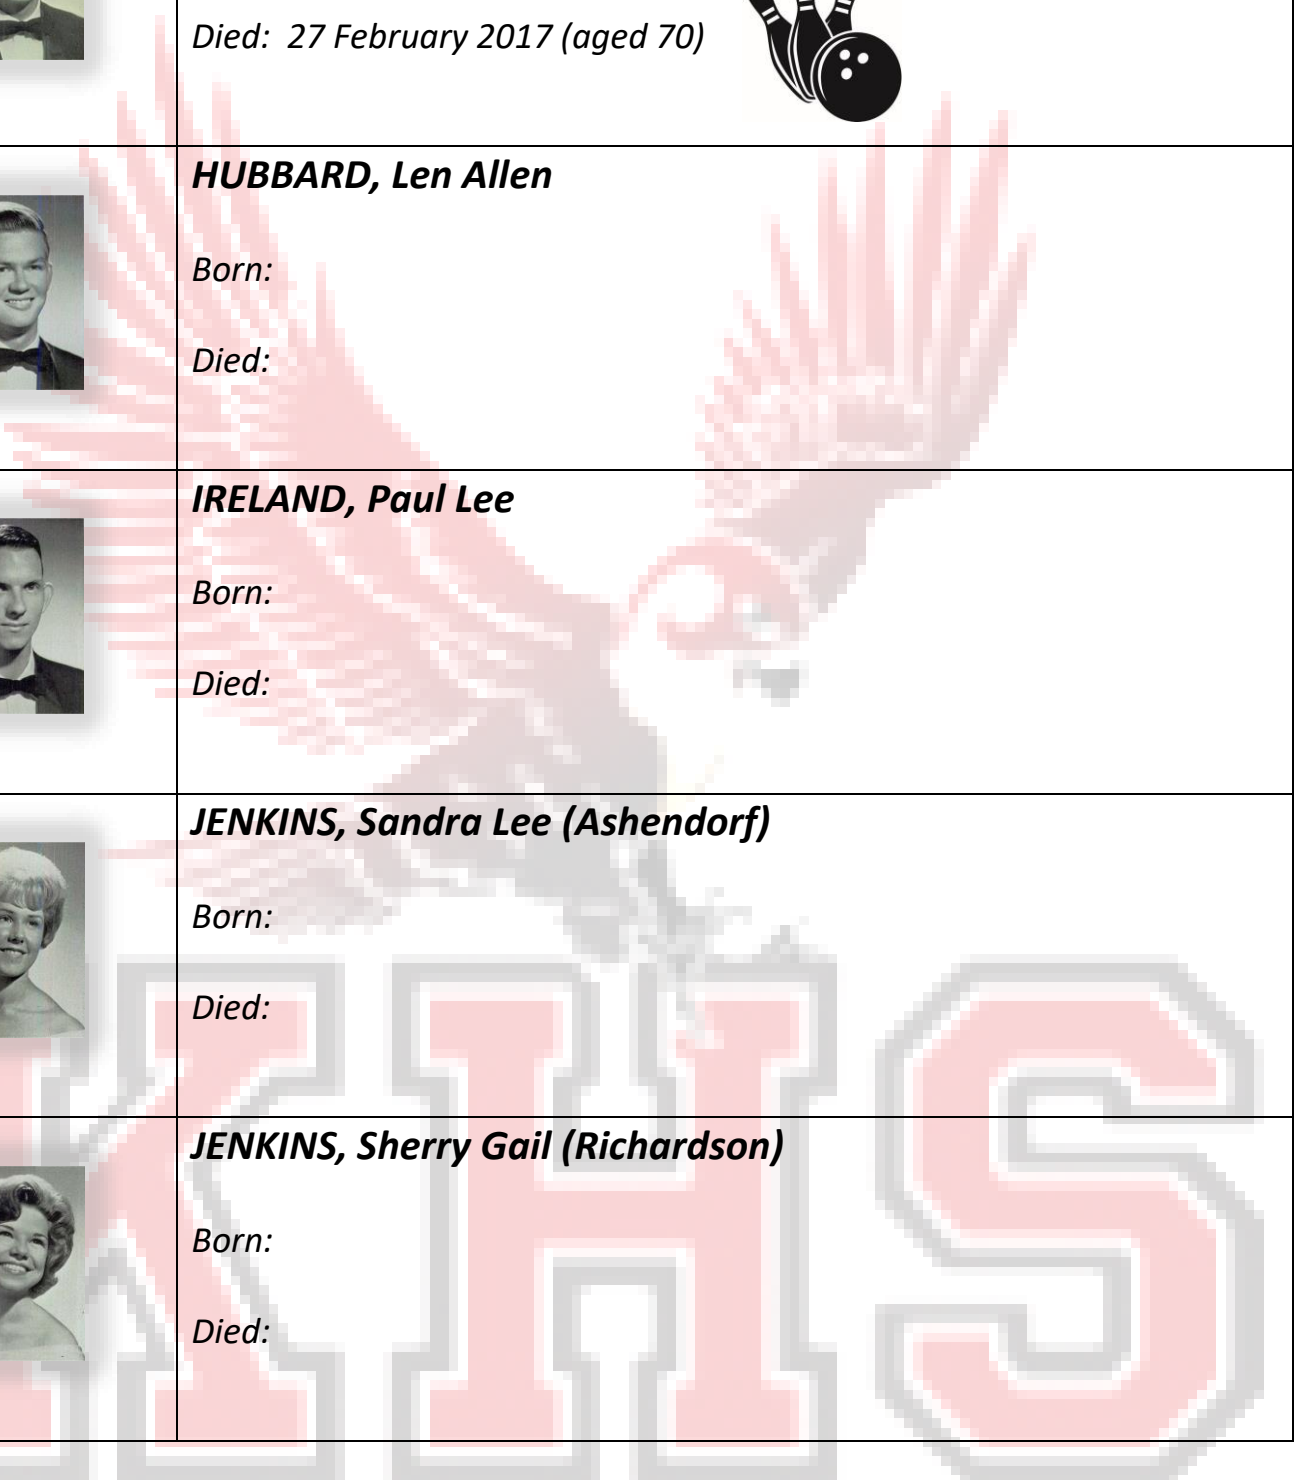 Died: 27 February 2017 (aged 70)
HUBBARD, Len Allen
Born:
Died:
IRELAND, Paul Lee
Born:
Died:
JENKINS, Sandra Lee (Ashendorf)
Born:
Died:
JENKINS, Sherry Gail (Richardson)
Born:
Died:
KHS